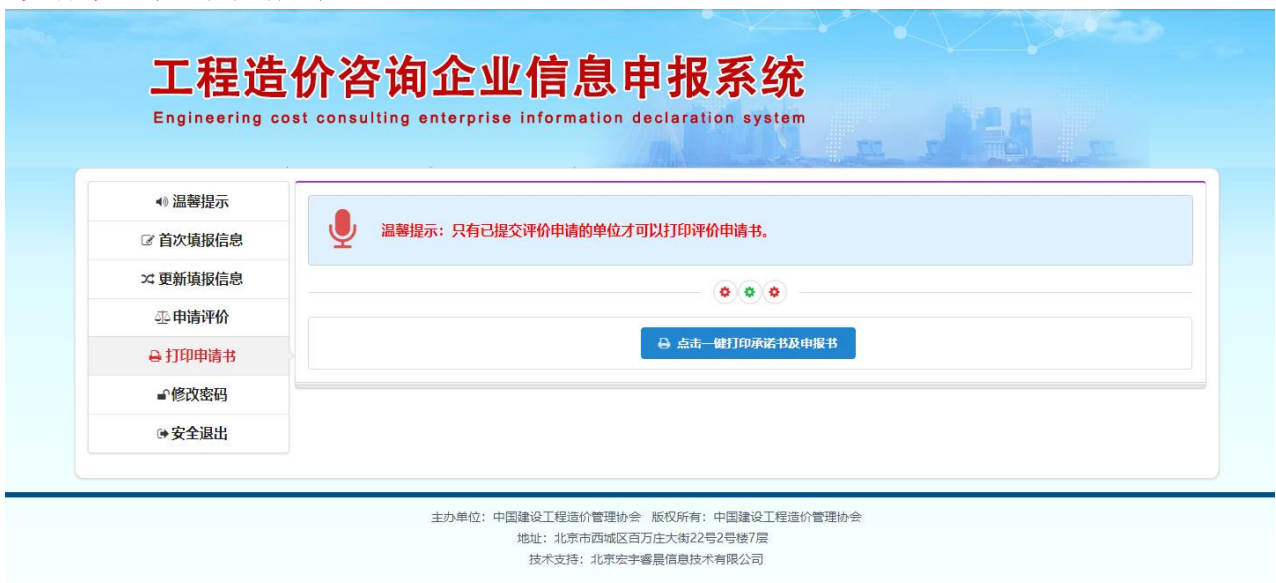 工程造价咨询企业信息申报系统
Engineering cost consulting enterprise information declaration system
温馨提示
首次填报信息
更新填报信息
申请评价
打印申请书
修改密码
安全退出
温馨提示：只有已提交评价申请的单位才可以打印评价申请书。
点击一键打印承诺书及申报书
主办单位：中国建设工程造价管理协会 版权所有：中国建设工程造价管理协会
地址：北京市西城区百万庄大街22号2号楼7层
技术支持：北京宏宇睿晨信息技术有限公司